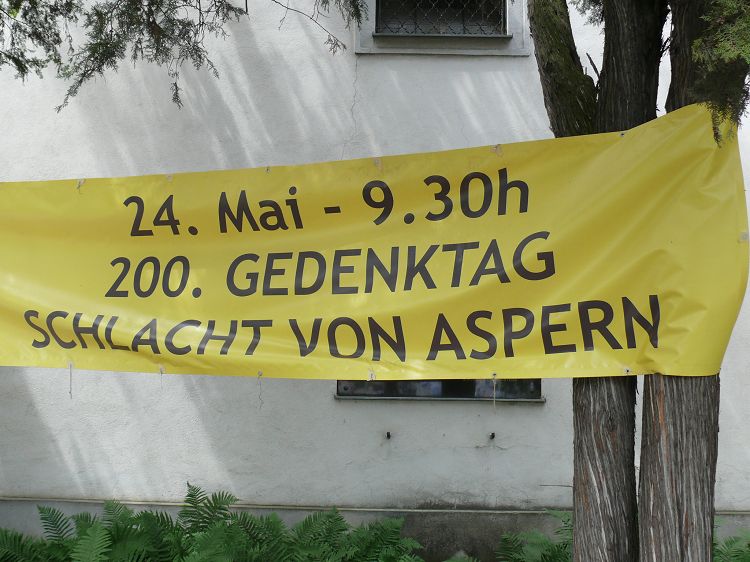 24. Mai - 9.30h
200. GEDENKTAG
SCHLACHT VON ASPERN